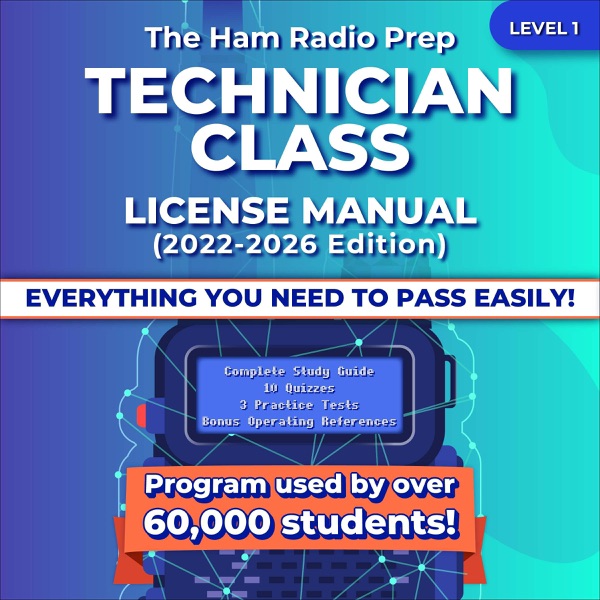 LEVEL 1
The Ham Radio Prep
TECHNICIAN
CLASS
LICENSE MANUAL
(2022-2026 Edition)
EVERYTHING YOU NEED TO PASS EASILY!
Complete Study Guide
10 Quizzes
3 Practice Tests
Bonus Operating References
Program used by over
60,000 students!